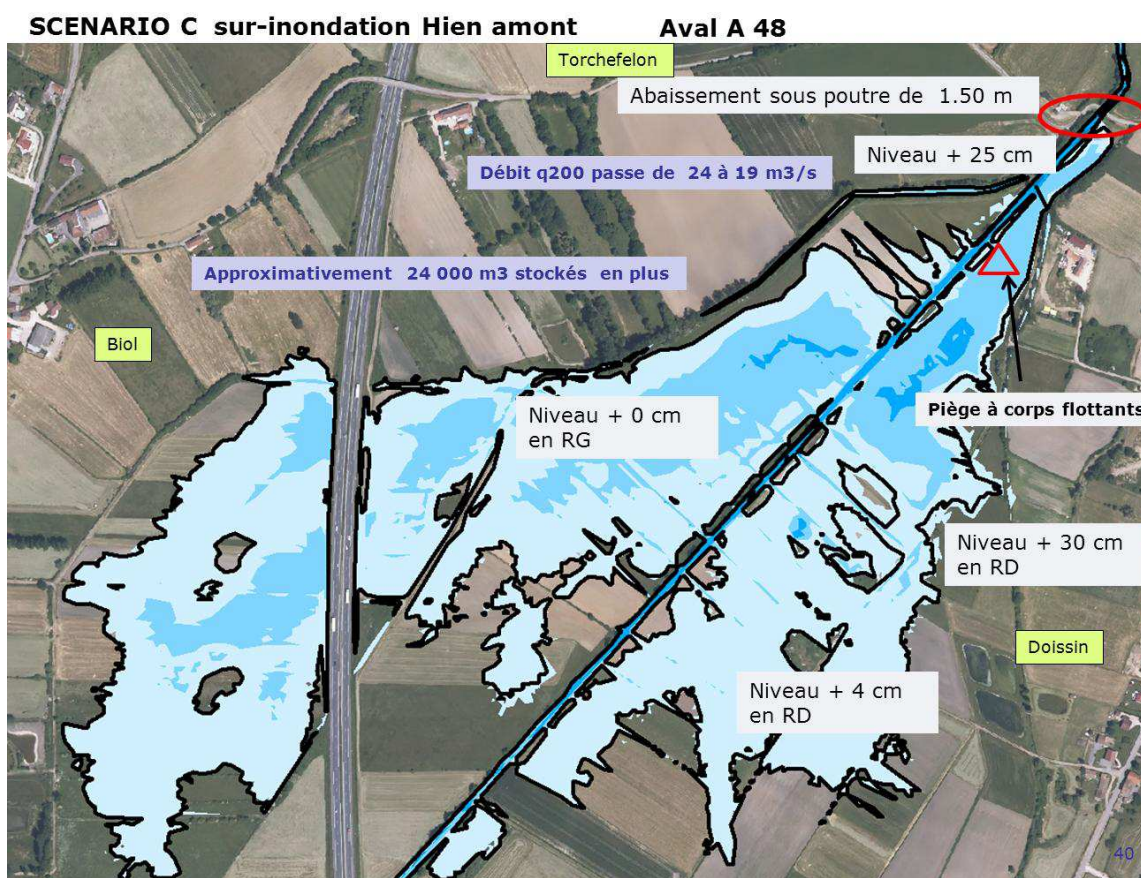 SCENARIO C sur-inondation Hien amont
Aval A 48
Torchefelon
Abaissement sous poutre de 1.50 m
Niveau + 25 cm
Débit q200 passe de 24 à 19 m3/s
Approximativement 24 000 m3 stockés en plus
Biol
Piège à corps flottants
Niveau + 0 cm
en RG
Niveau + 30 cm
en RD
Doissin
Niveau + 4 cm
en RD
40